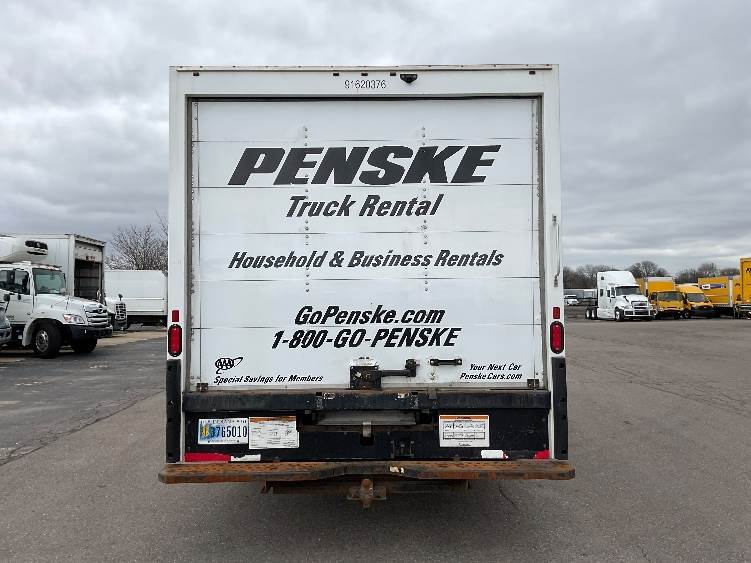 91620376
PENSKE
Truck Rental
Household & Business Rentals
GoPenske.com
1-800-GO-PENSKE
AAA
Special Savings for Members
Your Next Car
PenskeCars.com
3765010